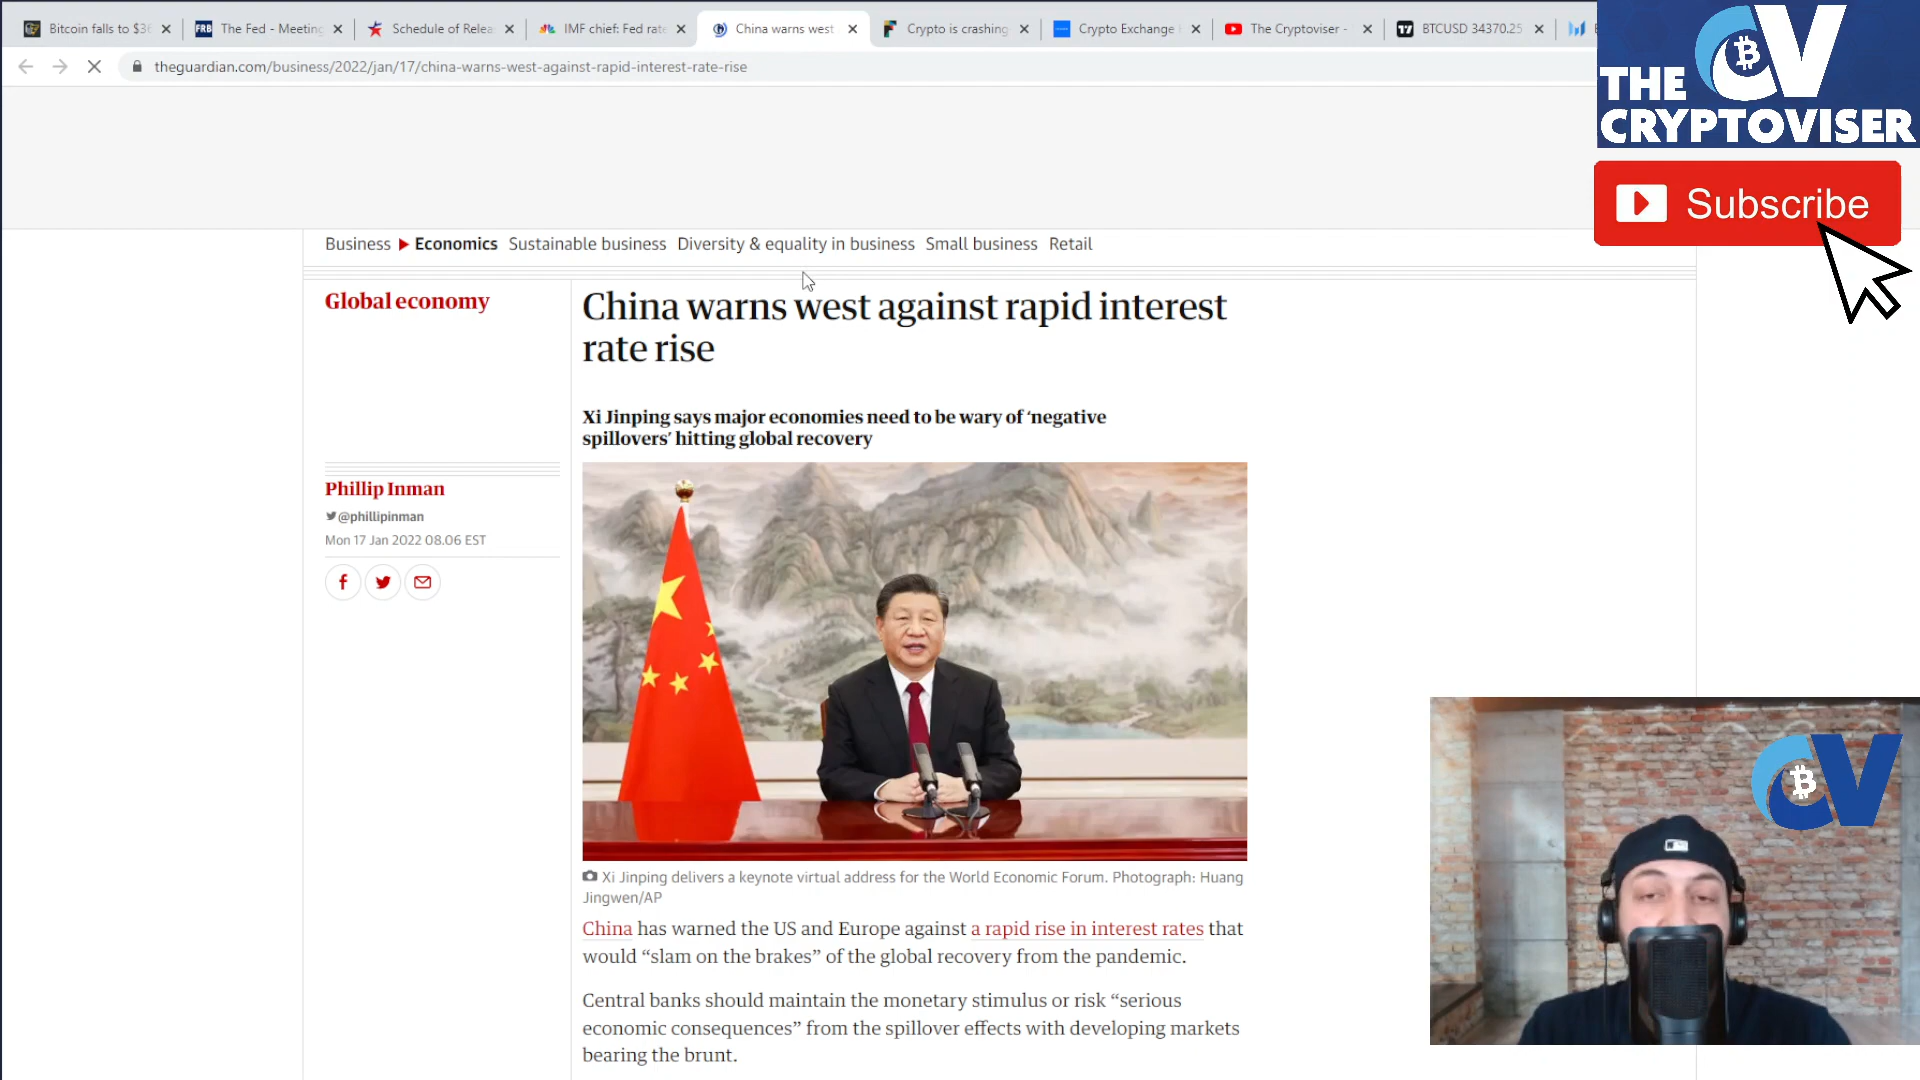 Bitcoin falls to $36
The Fed - Meeting
Schedule of Relea
IMF chief: Fed rate
China warns west
Crypto is crashing
Crypto Exchange
The Cryptoviser -
BTCUSD 34370.25
theguardian.com/business/2022/jan/17/china-warns-west-against-rapid-interest-rate-rise
THE CV
CRYPTOVISER
Subscribe
Business Economics Sustainable business Diversity & equality in business Small business Retail
Global economy
China warns west against rapid interest
rate rise
Xi Jinping says major economies need to be wary of ‘negative
spillovers’ hitting global recovery
Phillip Inman
@phillipinman
Mon 17 Jan 2022 08.06 EST
Xi Jinping delivers a keynote virtual address for the World Economic Forum. Photograph: Huang
Jingwen/AP
China has warned the US and Europe against a rapid rise in interest rates that
would “slam on the brakes” of the global recovery from the pandemic.
Central banks should maintain the monetary stimulus or risk “serious
economic consequences” from the spillover effects with developing markets
bearing the brunt.
CV